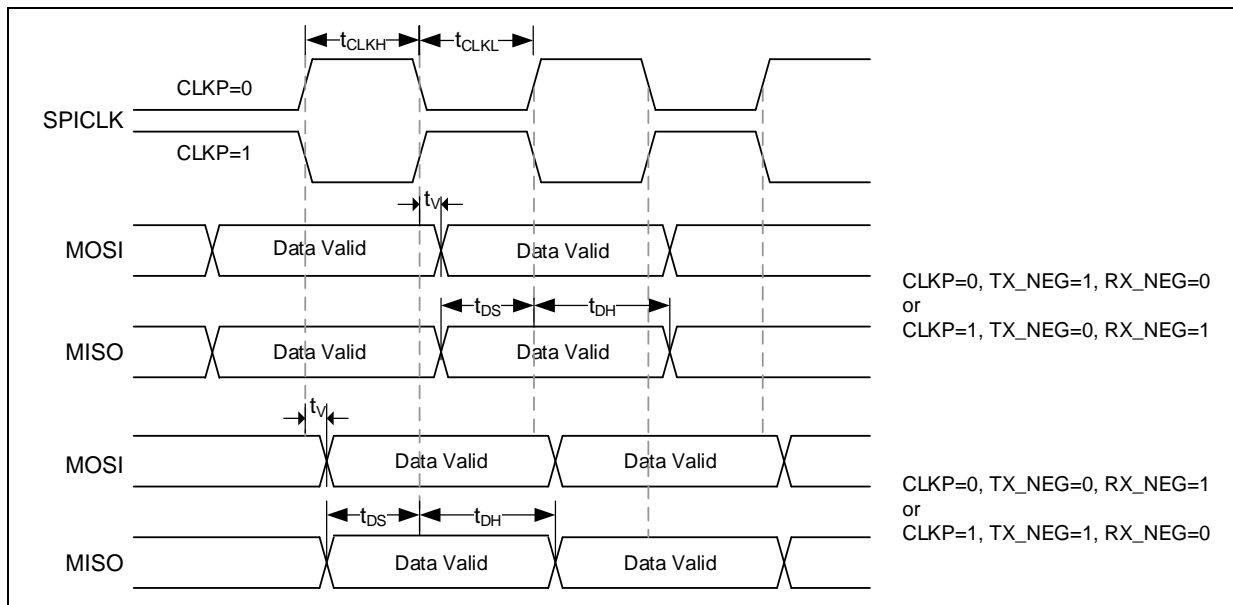 tCLKH tCLKL
CLKP=0
SPICLK
CLKP=1
tV
MOSI Data Valid Data Valid
CLKP=0, TX_NEG=1, RX_NEG=0
or
CLKP=1, TX_NEG=0, RX_NEG=1
tDS tDH
MISO Data Valid Data Valid
tV
MOSI Data Valid Data Valid
CLKP=0, TX_NEG=0, RX_NEG=1
or
CLKP=1, TX_NEG=1, RX_NEG=0
tDS tDH
MISO Data Valid Data Valid